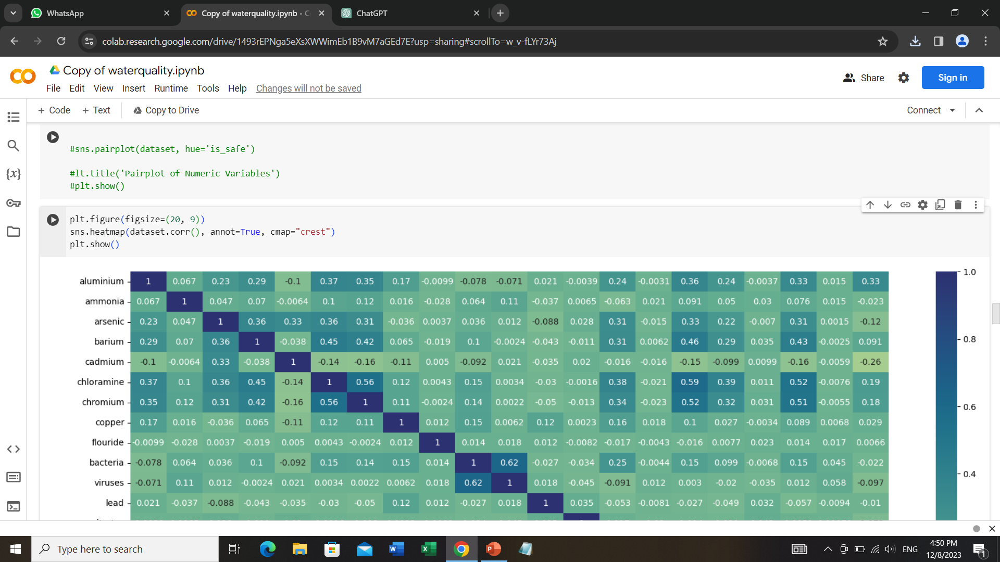 WhatsApp
Copy of waterquality.ipynb - C
ChatGPT
colab.research.google.com/drive/1493rEPNga5eXsXWWimEb1B9vM7aGEd7E?usp=sharing#scrollTo=w_v-fLYr73Aj
Copy of waterquality.ipynb
File Edit View Insert Runtime Tools Help Changes will not be saved
Share
Sign in
+ Code + Text Copy to Drive
Connect
#sns.pairplot(dataset, hue='is_safe')
#lt.title('Pairplot of Numeric Variables')
#plt.show()
plt.figure(figsize=(20, 9))
sns.heatmap(dataset.corr(), annot=True, cmap="crest")
plt.show()
aluminium 1 0.067 0.23 0.29 -0.1 0.37 0.35 0.17 -0.0099 -0.078 -0.071 0.021 -0.0039 0.24 -0.0031 0.36 0.24 -0.0037 0.33 0.015 0.33
ammonia 0.067 1 0.047 0.07 -0.0064 0.1 0.12 0.016 -0.028 0.064 0.11 -0.037 0.0065 -0.063 0.021 0.091 0.05 0.03 0.076 0.015 -0.023
arsenic 0.23 0.047 1 0.36 0.33 0.36 0.31 -0.036 0.0037 0.036 0.012 -0.088 0.028 0.31 -0.015 0.33 0.22 -0.007 0.31 0.0015 -0.12
barium 0.29 0.07 0.36 1 -0.038 0.45 0.42 0.065 -0.019 0.1 -0.0024 -0.043 -0.011 0.31 0.0062 0.46 0.29 0.035 0.43 -0.0025 0.091
cadmium -0.1 -0.0064 0.33 -0.038 1 -0.14 -0.16 -0.11 0.005 -0.092 0.021 -0.035 0.02 -0.016 -0.016 -0.15 -0.099 0.0099 -0.16 -0.0059 -0.26
chloramine 0.37 0.1 0.36 0.45 -0.14 1 0.56 0.12 0.0043 0.15 0.0034 -0.03 -0.0016 0.38 -0.021 0.59 0.39 0.011 0.52 -0.0076 0.19
chromium 0.35 0.12 0.31 0.42 -0.16 0.56 1 0.11 -0.0024 0.14 0.0022 -0.05 -0.013 0.34 -0.023 0.52 0.32 0.031 0.51 -0.0055 0.18
copper 0.17 0.016 -0.036 0.065 -0.11 0.12 0.11 1 0.012 0.15 0.0062 0.12 0.0023 0.16 0.018 0.1 0.027 -0.0034 0.089 0.0068 0.029
flouride -0.0099 -0.028 0.0037 -0.019 0.005 0.0043 -0.0024 0.012 1 0.014 0.018 0.012 -0.0082 -0.017 -0.0043 -0.016 0.0077 0.023 0.014 0.017 0.0066
bacteria -0.078 0.064 0.036 0.1 -0.092 0.15 0.14 0.15 0.014 1 0.62 -0.027 -0.034 0.25 -0.0044 0.15 0.099 -0.0068 0.15 0.045 -0.022
viruses -0.071 0.11 0.012 -0.0024 0.021 0.0034 0.0022 0.0062 0.018 0.62 1 0.018 -0.045 -0.091 0.012 0.003 -0.02 -0.035 0.012 0.058 -0.097
lead 0.021 -0.037 -0.088 -0.043 -0.035 -0.03 -0.05 0.12 0.012 -0.027 0.018 1 0.035 -0.053 -0.0081 -0.027 -0.049 0.032 -0.057 -0.0094 -0.01
1.0
0.8
0.6
0.4
Type here to search
ENG
4:50 PM
12/8/2023
1